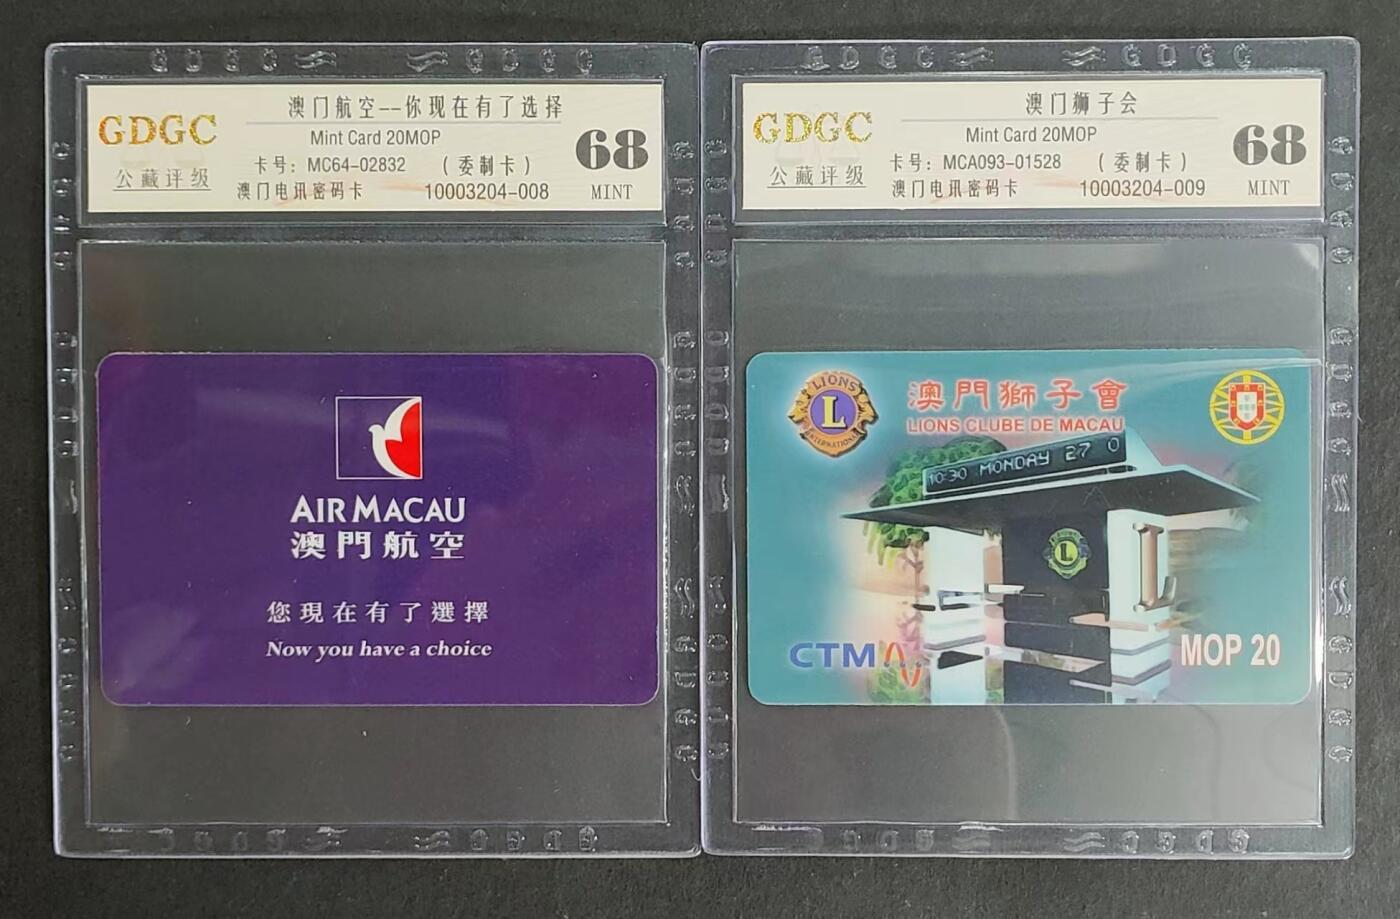 GDGC
公藏评级
澳门航空--你现在有了选择
Mint Card 20MOP
卡号: MC64-02832 (委制卡)
澳门电讯密码卡 10003204-008
68
MINT
AIR MACAU
澳門航空
您現在有了選擇
Now you have a choice
GDGC
公藏评级
澳门狮子会
Mint Card 20MOP
卡号: MCA093-01528 (委制卡)
澳门电讯密码卡 10003204-009
68
MINT
LIONS
L
INTERNATIONAL
澳門獅子會
LIONS CLUBE DE MACAU
10:30 MONDAY 27 0
L
L
CTM
MOP 20